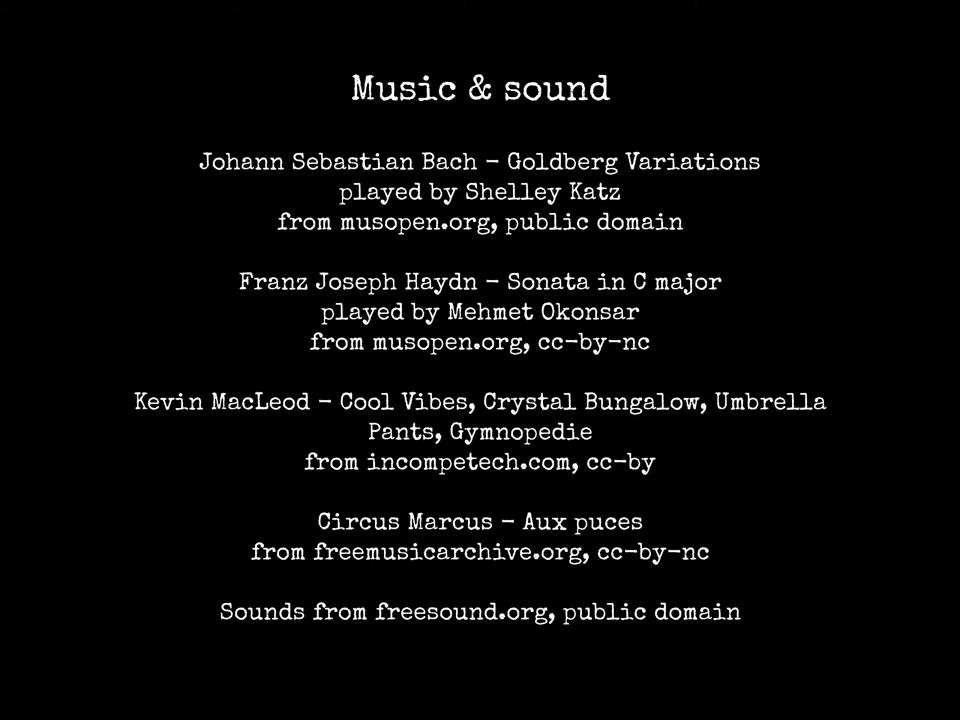 Music & sound
Johann Sebastian Bach - Goldberg Variations
played by Shelley Katz
from musopen.org, public domain
Franz Joseph Haydn - Sonata in C major
played by Mehmet Okonsar
from musopen.org, cc-by-nc
Kevin MacLeod - Cool Vibes, Crystal Bungalow, Umbrella
Pants, Gymnopedie
from incompetech.com, cc-by
Circus Marcus - Aux puces
from freemusicarchive.org, cc-by-nc
Sounds from freesound.org, public domain